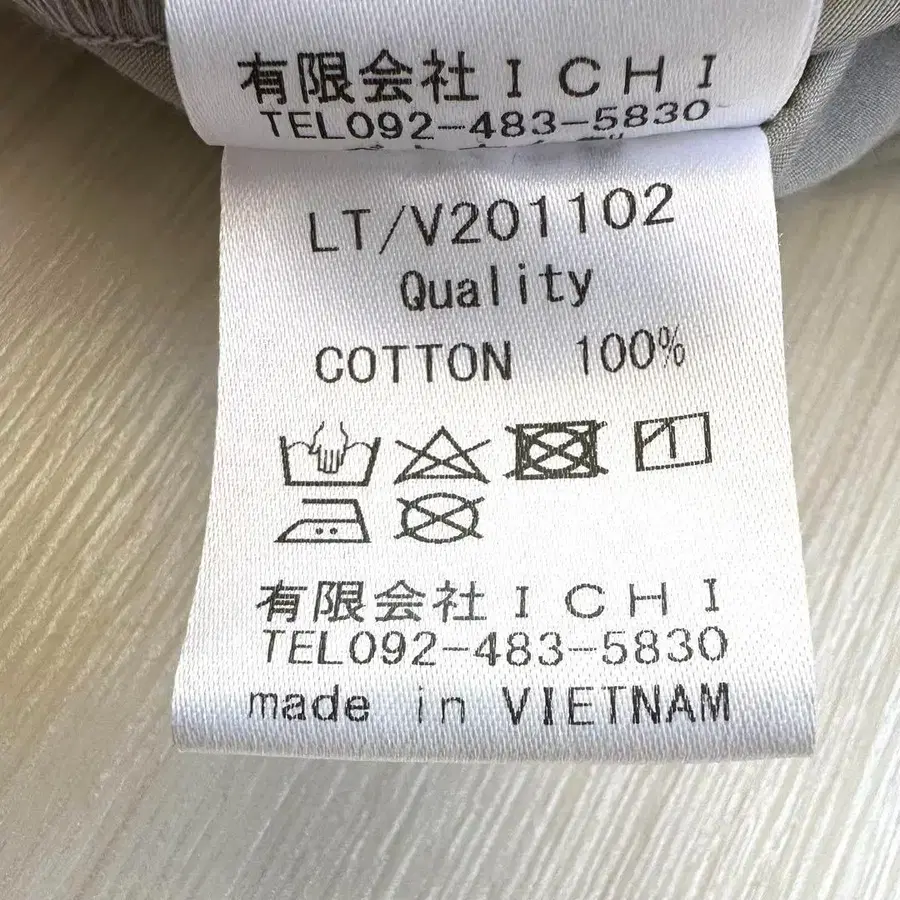 有限会社ＩＣＨＩ
TEL092-483-5830
LT/V201102
Quality
COTTON 100%
有限会社ＩＣＨＩ
TEL092-483-5830
made in VIETNAM